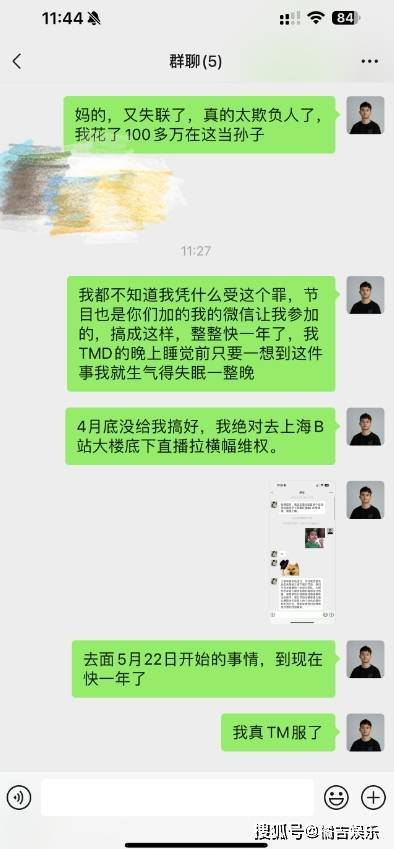 11:44
84
群聊(5)
妈的，又失联了，真的太欺负人了，
我花了100多万在这当孙子
11:27
我都不知道我凭什么受这个罪，节
目也是你们加的我的微信让我参加
的，搞成这样，整整快一年了，我
TMD的晚上睡觉前只要一想到这件
事我就生气得失眠一整晚
4月底没给我搞好，我绝对去上海B
站大楼底下直播拉横幅维权。
去面5月22日开始的事情，到现在
快一年了
我真TM服了
搜狐号@橘吉娱乐